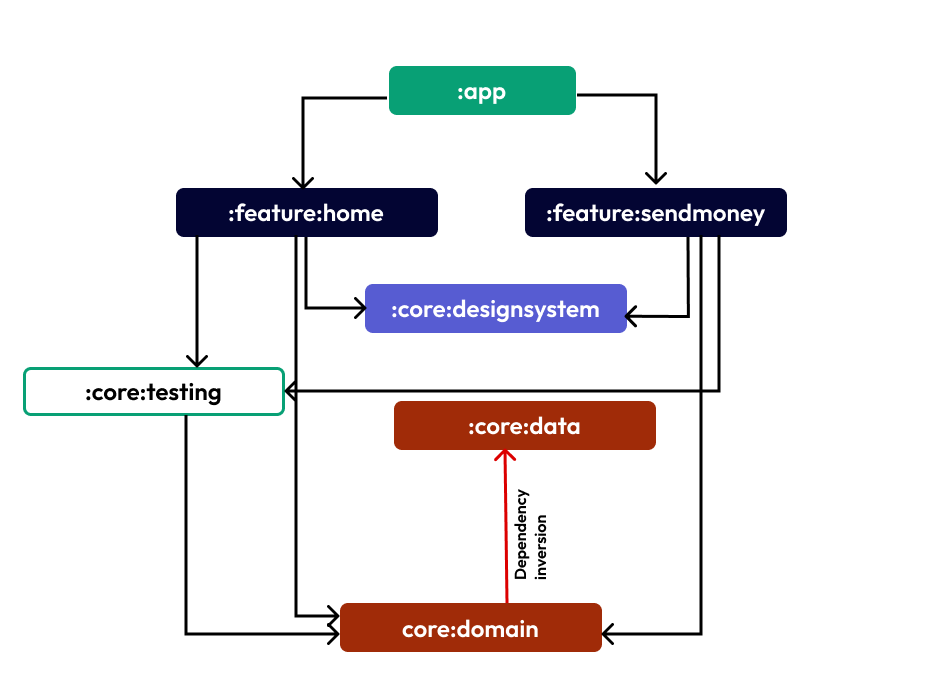 :app
:feature:home
:feature:sendmoney
:core:designsystem
:core:testing
:core:data
Dependency
inversion
core:domain